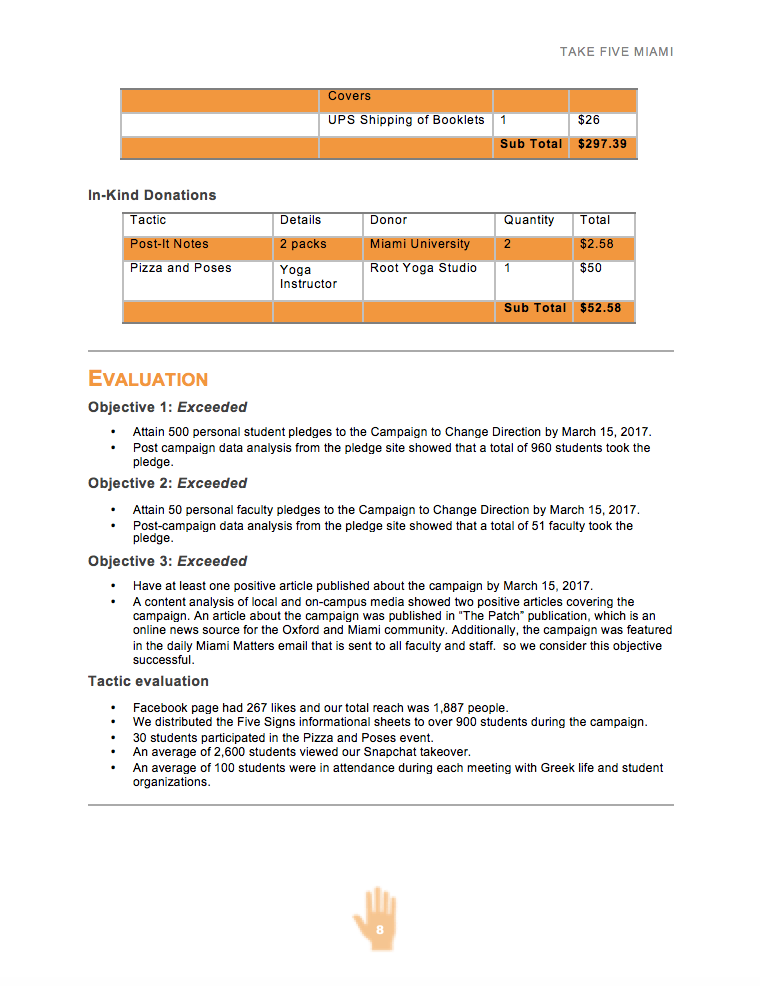 TAKE FIVE MIAMI
Covers
UPS Shipping of Booklets 1 $26
Sub Total $297.39
In-Kind Donations
Tactic Details Donor Quantity Total
Post-It Notes 2 packs Miami University 2 $2.58
Pizza and Poses Yoga Instructor Root Yoga Studio 1 $50
Sub Total $52.58
EVALUATION
Objective 1: Exceeded
• Attain 500 personal student pledges to the Campaign to Change Direction by March 15, 2017.
• Post campaign data analysis from the pledge site showed that a total of 960 students took the
pledge.
Objective 2: Exceeded
• Attain 50 personal faculty pledges to the Campaign to Change Direction by March 15, 2017.
• Post-campaign data analysis from the pledge site showed that a total of 51 faculty took the
pledge.
Objective 3: Exceeded
• Have at least one positive article published about the campaign by March 15, 2017.
• A content analysis of local and on-campus media showed two positive articles covering the
campaign. An article about the campaign was published in “The Patch” publication, which is an
online news source for the Oxford and Miami community. Additionally, the campaign was featured
in the daily Miami Matters email that is sent to all faculty and staff.  so we consider this objective
successful.
Tactic evaluation
• Facebook page had 267 likes and our total reach was 1,887 people.
• We distributed the Five Signs informational sheets to over 900 students during the campaign.
• 30 students participated in the Pizza and Poses event.
• An average of 2,600 students viewed our Snapchat takeover.
• An average of 100 students were in attendance during each meeting with Greek life and student
organizations.
8